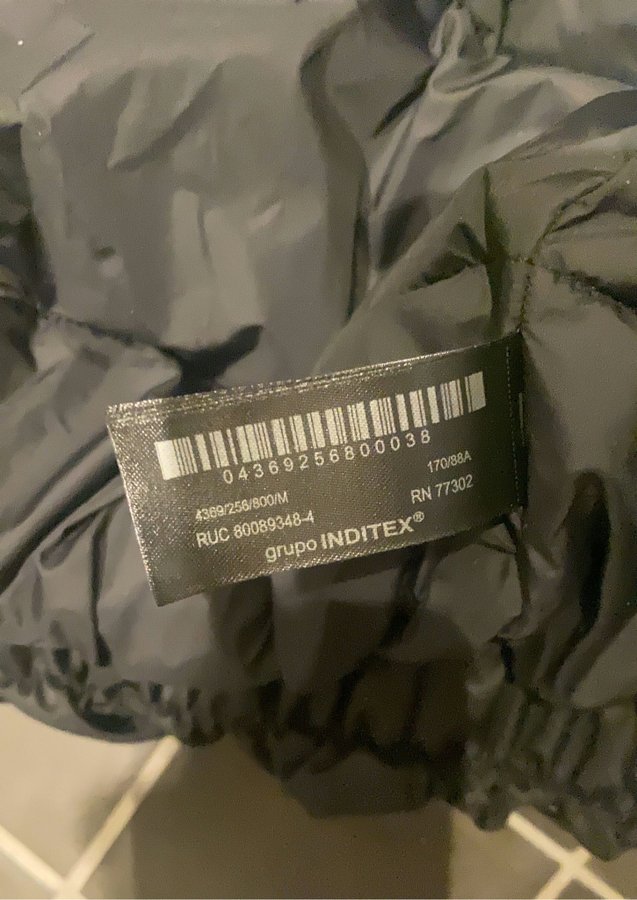 04369256800038
4369/256/800/M
170/88A
RUC 80089348-4
RN 77302
grupo INDITEX®